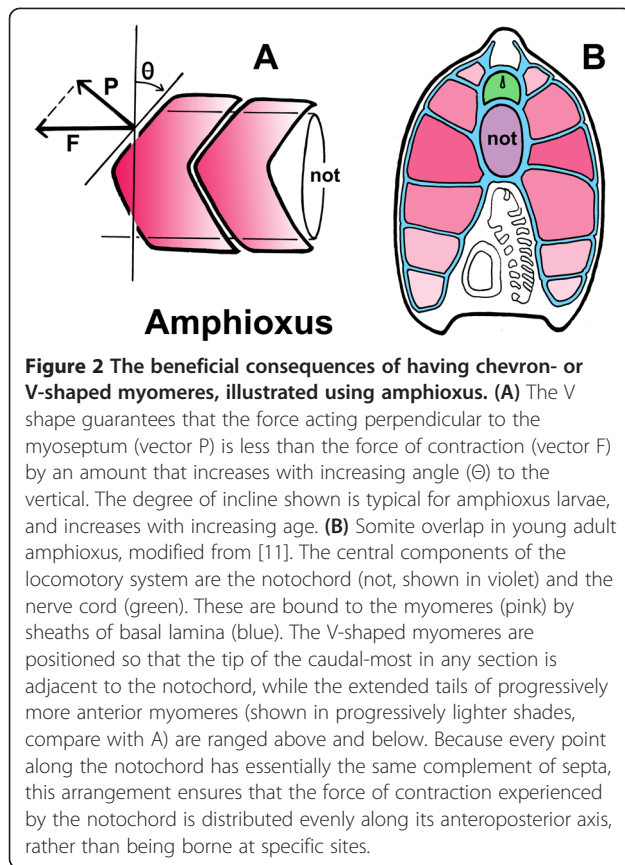 A
B
θ
P
F
not
not
Amphioxus
Figure 2 The beneficial consequences of having chevron- or
V-shaped myomeres, illustrated using amphioxus. (A) The V
shape guarantees that the force acting perpendicular to the
myoseptum (vector P) is less than the force of contraction (vector F)
by an amount that increases with increasing angle (Θ) to the
vertical. The degree of incline shown is typical for amphioxus larvae,
and increases with increasing age. (B) Somite overlap in young adult
amphioxus, modified from [11]. The central components of the
locomotory system are the notochord (not, shown in violet) and the
nerve cord (green). These are bound to the myomeres (pink) by
sheaths of basal lamina (blue). The V-shaped myomeres are
positioned so that the tip of the caudal-most in any section is
adjacent to the notochord, while the extended tails of progressively
more anterior myomeres (shown in progressively lighter shades,
compare with A) are ranged above and below. Because every point
along the notochord has essentially the same complement of septa,
this arrangement ensures that the force of contraction experienced
by the notochord is distributed evenly along its anteroposterior axis,
rather than being borne at specific sites.